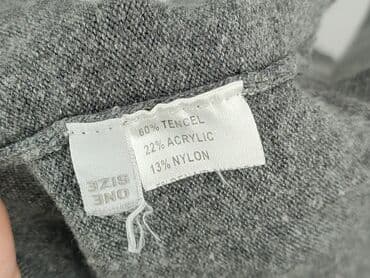 60% TENCEL
22% ACRYLIC
13% NYLON
ONE
SIZE